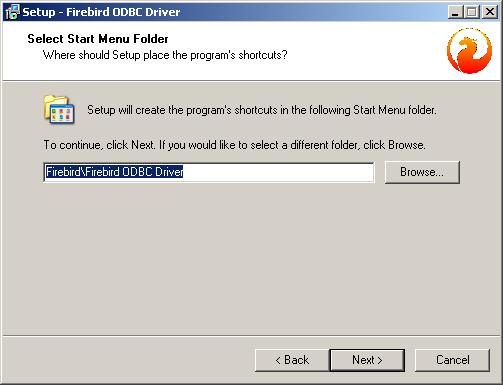 Setup - Firebird ODBC Driver
Select Start Menu Folder
Where should Setup place the program's shortcuts?
Setup will create the program's shortcuts in the following Start Menu folder.
To continue, click Next. If you would like to select a different folder, click Browse.
Firebird\Firebird ODBC Driver
Browse...
< Back
Next >
Cancel